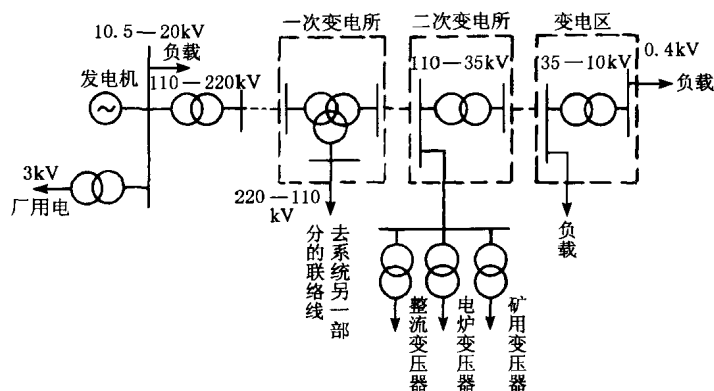 一次变电所
二次变电所
变电区
10.5—20kV
负载
发电机
110—220kV
110—35kV
35—10kV
0.4kV
负载
3kV
厂用电
220—110
kV
去系统另一部
分的联络线
负载
整流变压器
电炉变压器
矿用变压器